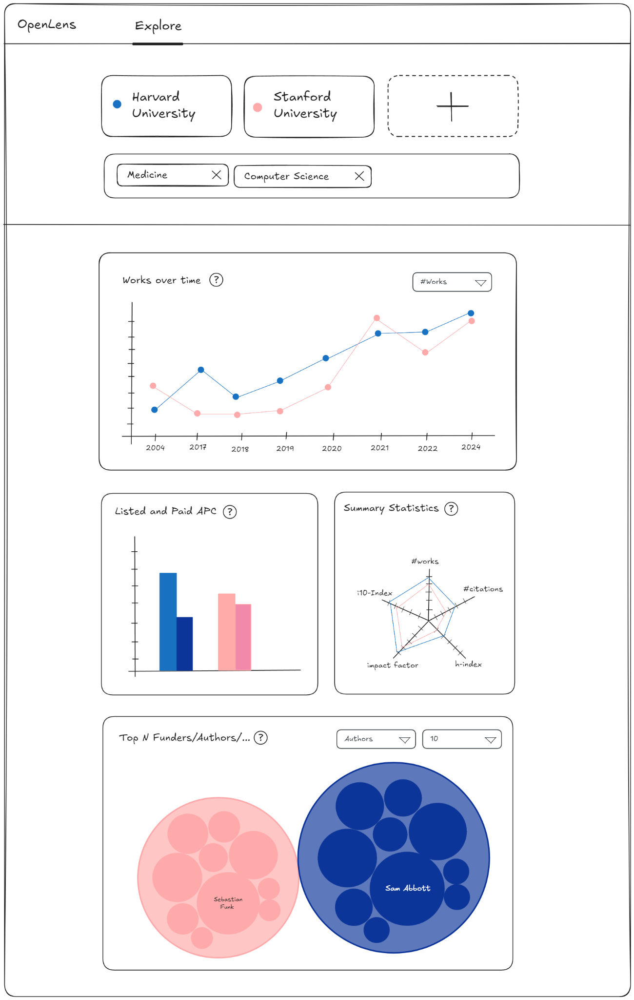 OpenLens
Explore
Harvard
University
Stanford
University
Medicine
Computer Science
Works over time ?
#Works
2004 2017 2018 2019 2020 2021 2022 2024
Listed and Paid APC ?
Summary Statistics ?
#works
#citations
i10-Index
impact factor
h-index
Top N Funders/Authors/... ?
Authors
10
Sebastian
Funk
Sam Abbott